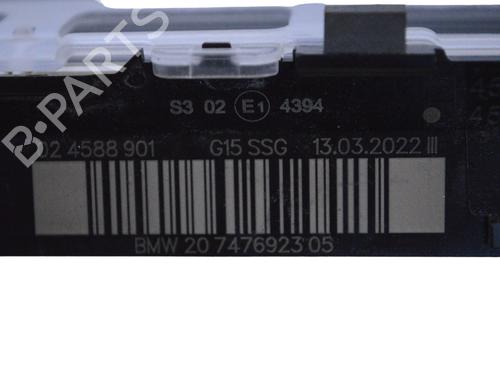 B-PARTS
S3 02 E1 4394
02 4588 901 G15 SSG 13.03.2022 III
BMW 20 7476923 05